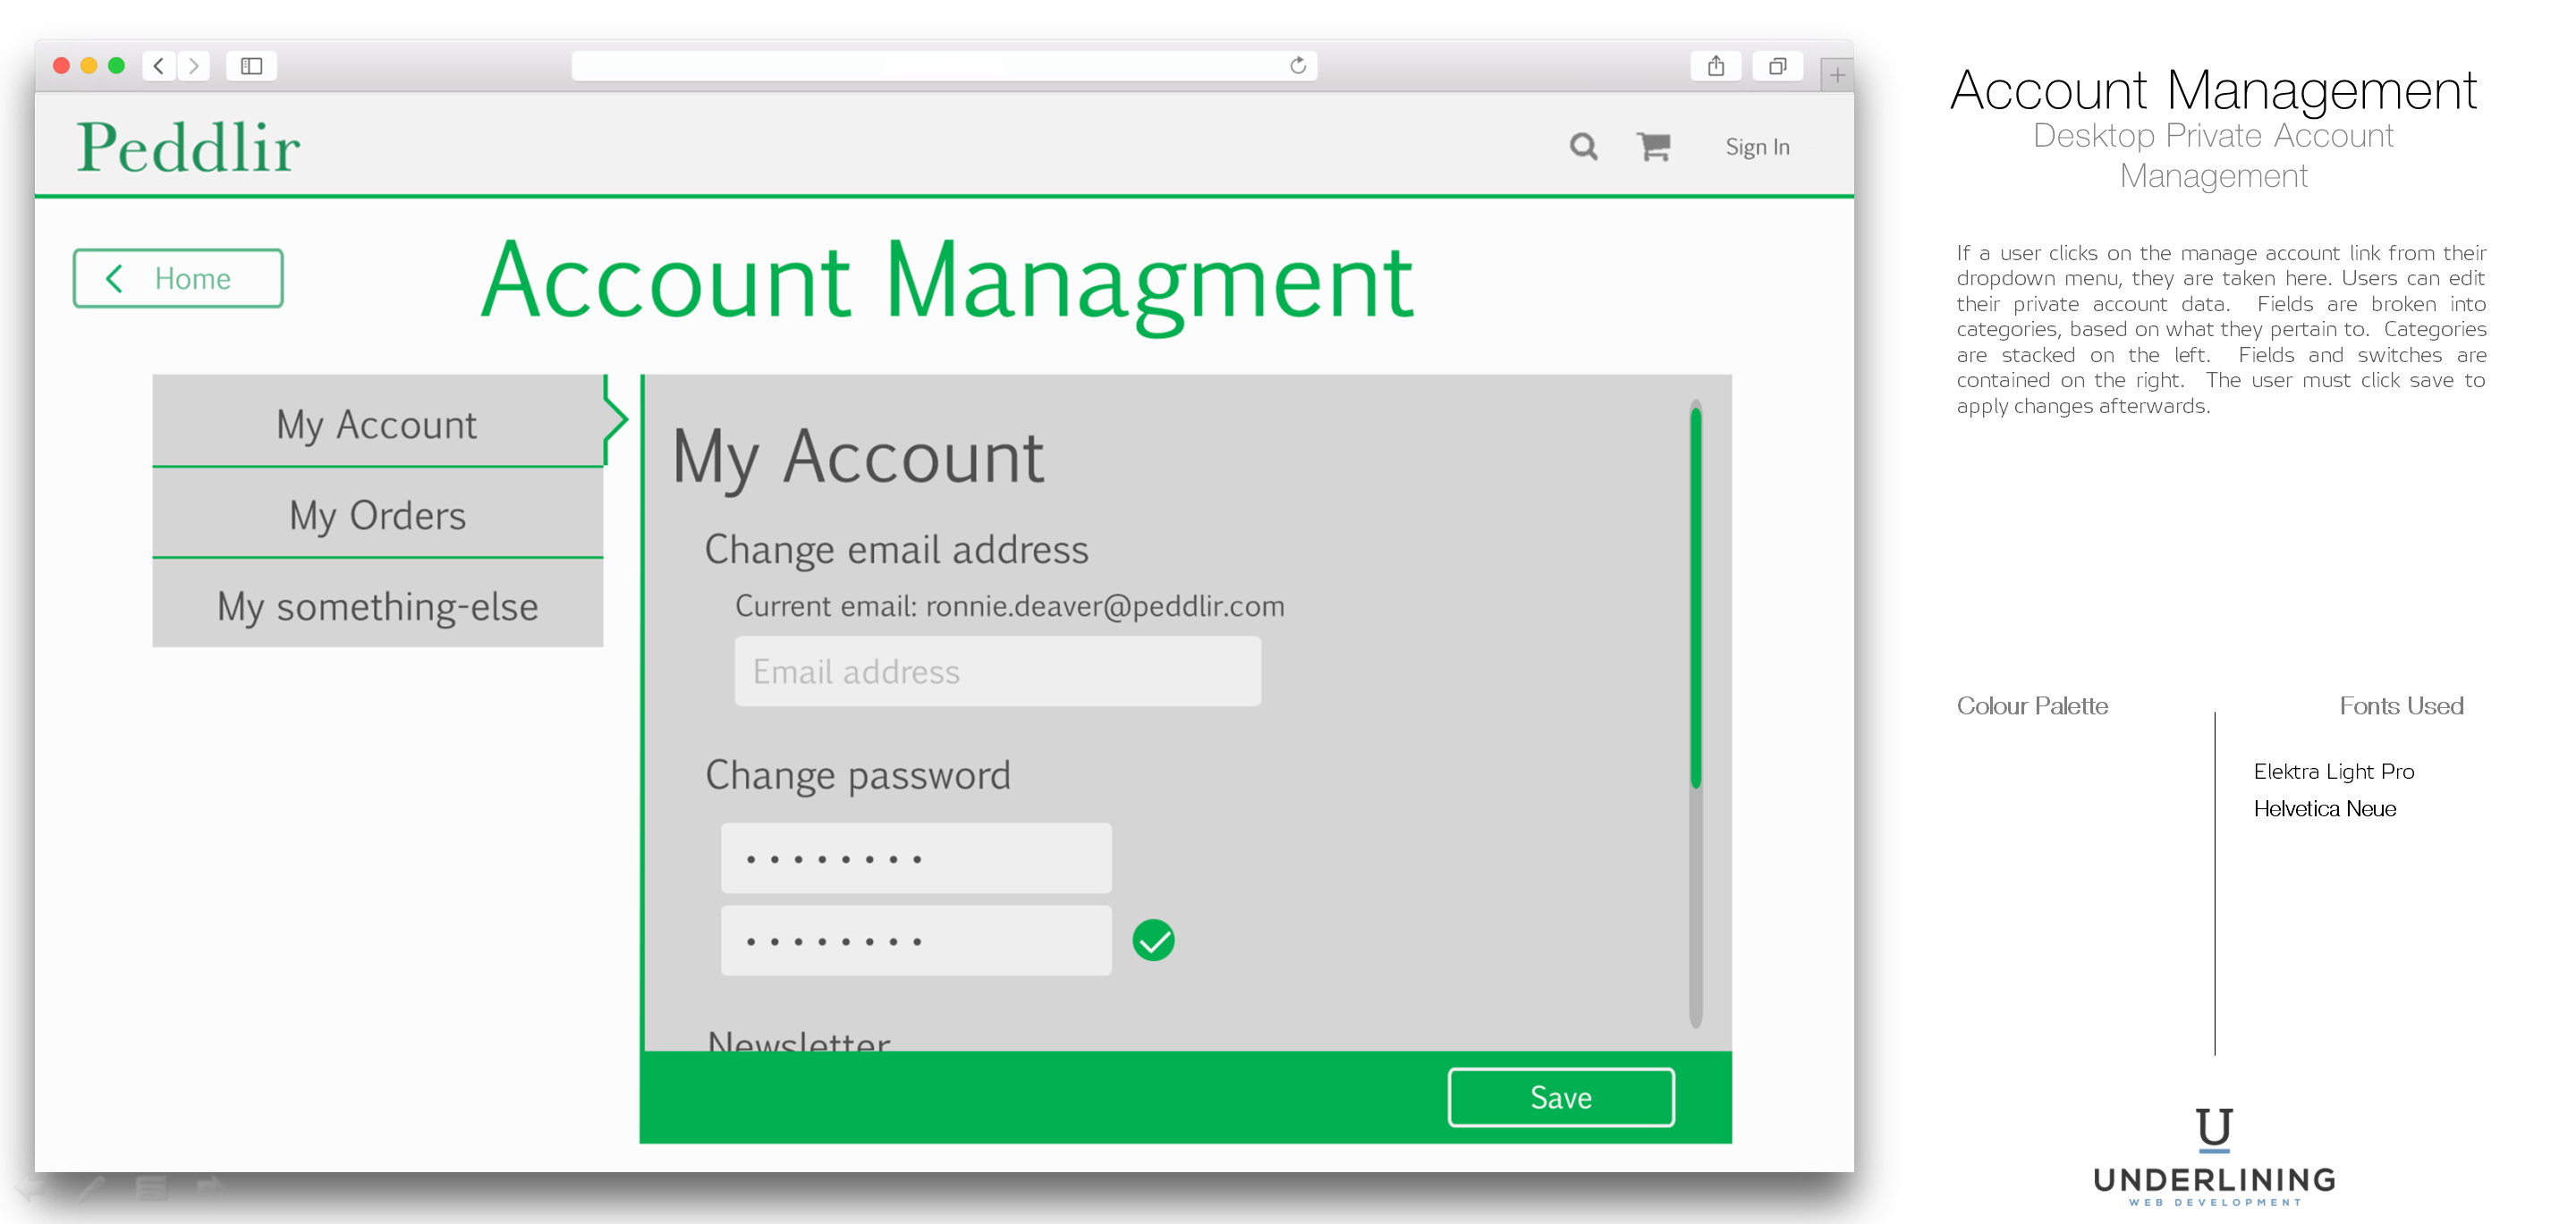 Peddlir
Sign In
Home
Account Managment
My Account
My Orders
My something-else
My Account
Change email address
Current email: ronnie.deaver@peddlir.com
Email address
Change password
Newsletter
Save
Account Management
Desktop Private Account
Management
If a user clicks on the manage account link from their
dropdown menu, they are taken here. Users can edit
their private account data. Fields are broken into
categories, based on what they pertain to. Categories
are stacked on the left. Fields and switches are
contained on the right. The user must click save to
apply changes afterwards.
Colour Palette
Fonts Used
Elektra Light Pro
Helvetica Neue
U
UNDERLINING
WEB DEVELOPMENT